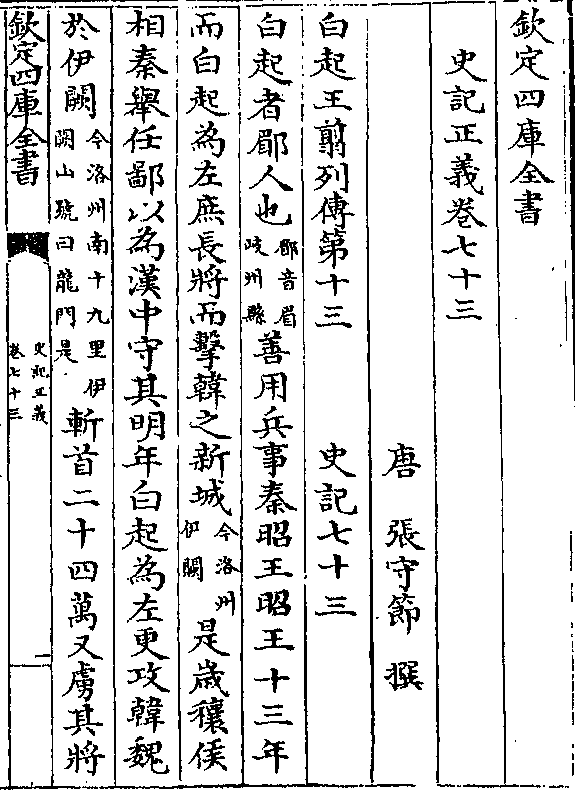 欽定四庫全書
史記正義卷七十三
唐 張守節 撰
白起王翦列傳第十三 史記七十三
白起者郿人也郿音眉岐州縣善用兵事秦昭王昭王十三年
而白起為左庶長將而擊韓之新城今洛州伊闕是歲穰侯
相秦舉任鄙以為漢中守其明年白起為左更攻韓魏
於伊闕今洛州南十九里伊闕山號曰龍門是斬首二十四萬又虜其將
欽定四庫全書
史記正義
卷七十三
一